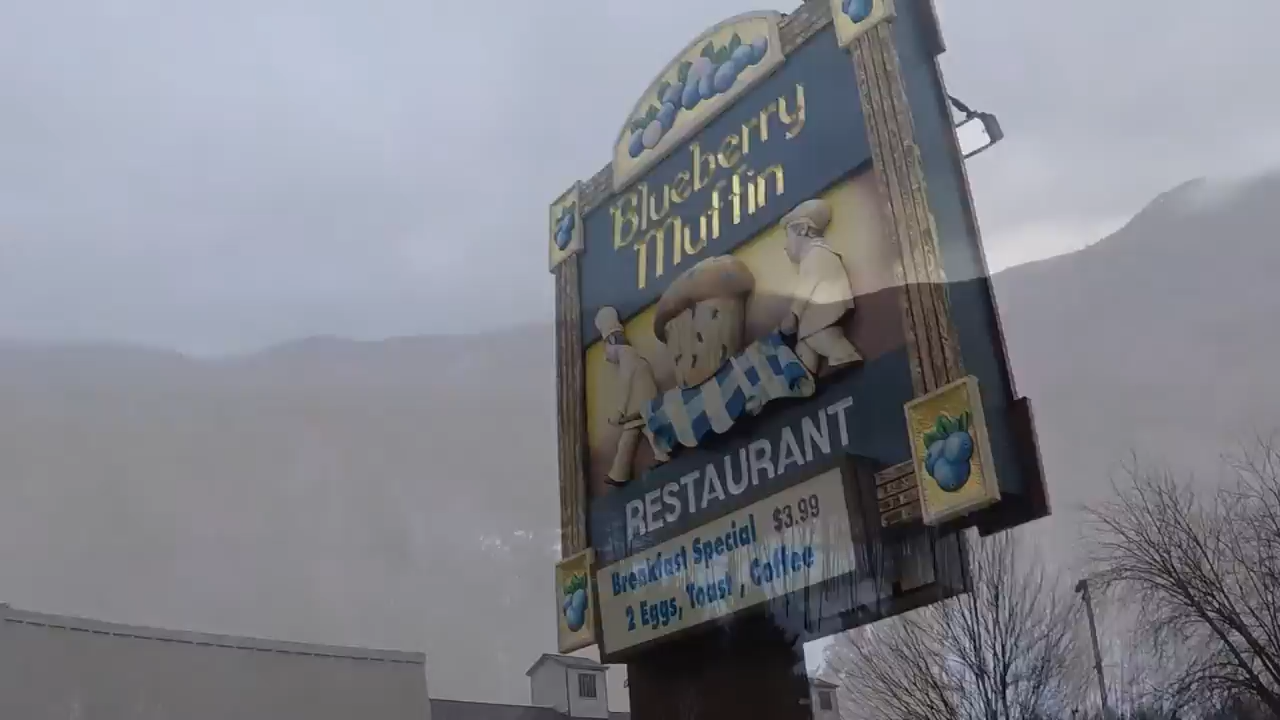 Blueberry
Muffin
RESTAURANT
Breakfast Special $3.99
2 Eggs, Toast, Coffee